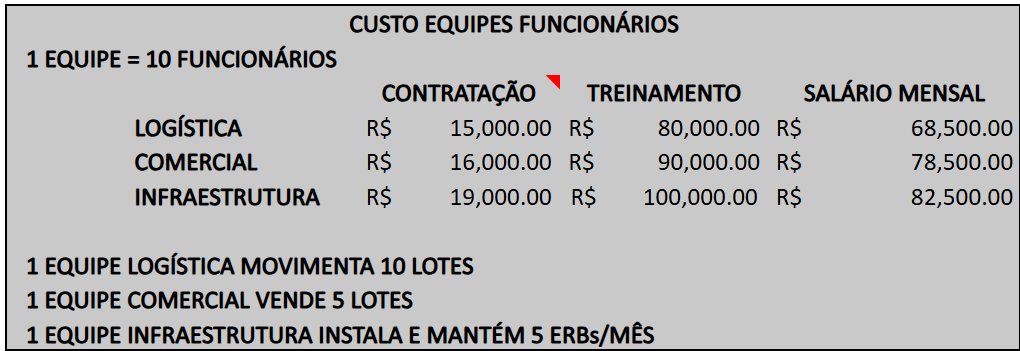 CUSTO EQUIPES FUNCIONÁRIOS
1 EQUIPE = 10 FUNCIONÁRIOS
CONTRATAÇÃO TREINAMENTO SALÁRIO MENSAL
LOGÍSTICA R$ 15,000.00 R$ 80,000.00 R$ 68,500.00
COMERCIAL R$ 16,000.00 R$ 90,000.00 R$ 78,500.00
INFRAESTRUTURA R$ 19,000.00 R$ 100,000.00 R$ 82,500.00
1 EQUIPE LOGÍSTICA MOVIMENTA 10 LOTES
1 EQUIPE COMERCIAL VENDE 5 LOTES
1 EQUIPE INFRAESTRUTURA INSTALA E MANTÉM 5 ERBs/MÊS